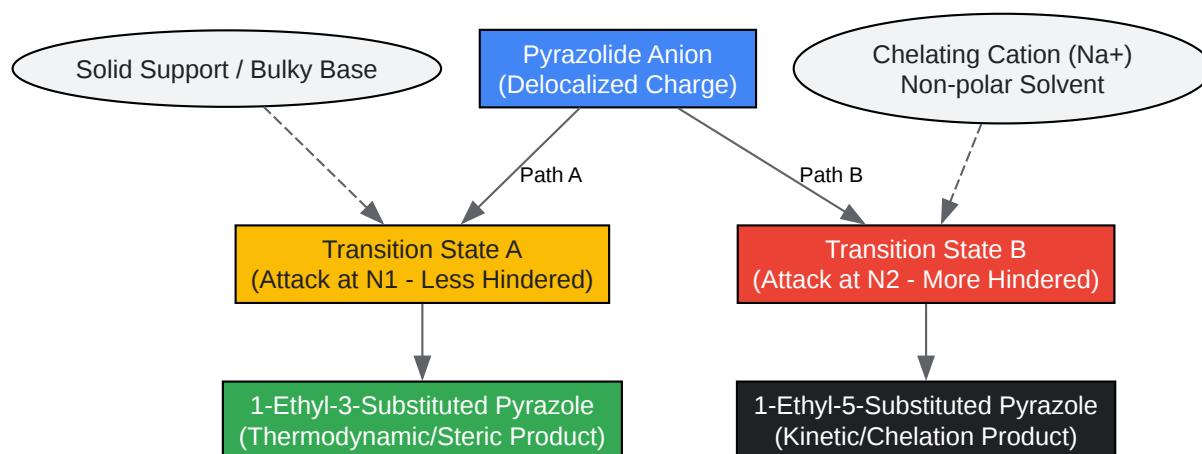 Solid Support / Bulky Base
Pyrazolide Anion
(Delocalized Charge)
Chelating Cation (Na+)
Non-polar Solvent
Path A
Path B
Transition State A
(Attack at N1 - Less Hindered)
Transition State B
(Attack at N2 - More Hindered)
1-Ethyl-3-Substituted Pyrazole
(Thermodynamic/Steric Product)
1-Ethyl-5-Substituted Pyrazole
(Kinetic/Chelation Product)